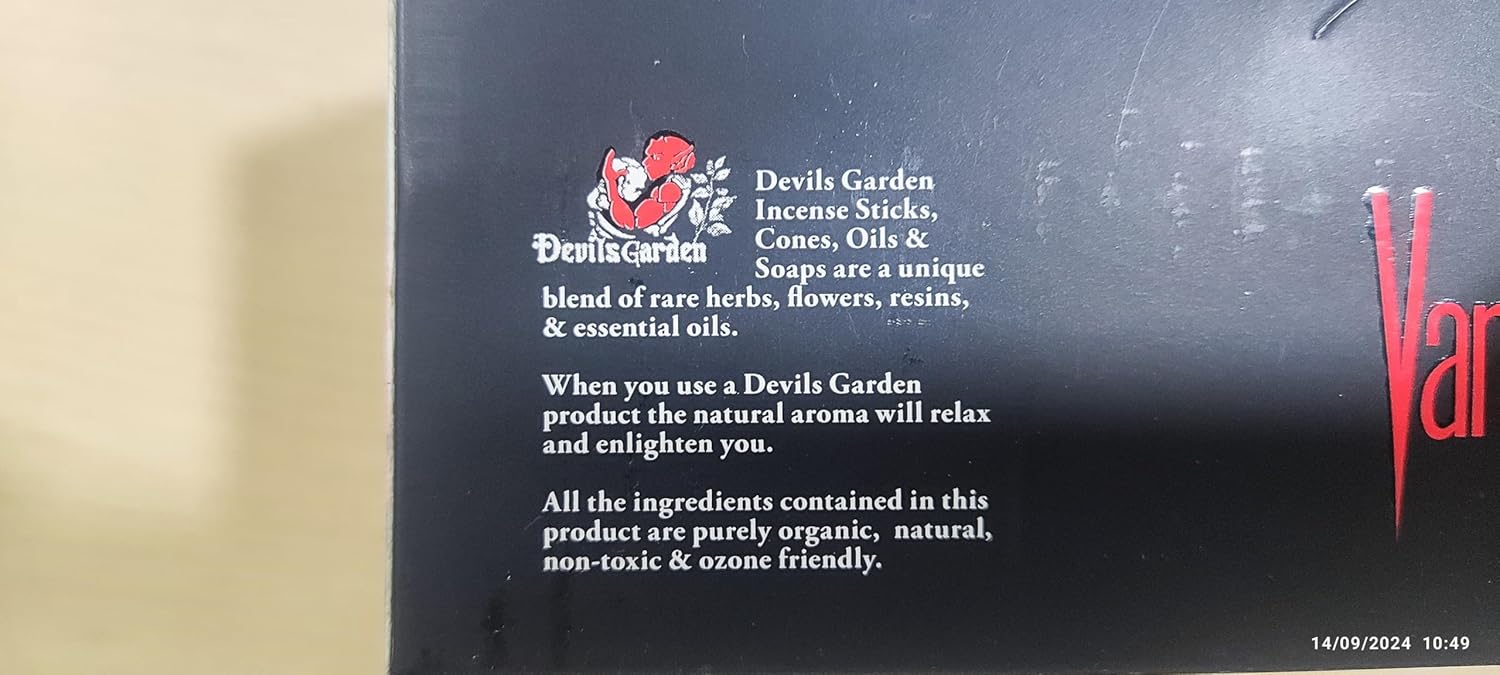 Devils Garden
Devils Garden
Incense Sticks,
Cones, Oils &
Soaps are a unique
blend of rare herbs, flowers, resins,
& essential oils.
When you use a Devils Garden
product the natural aroma will relax
and enlighten you.
All the ingredients contained in this
product are purely organic, natural,
non-toxic & ozone friendly.
14/09/2024 10:49